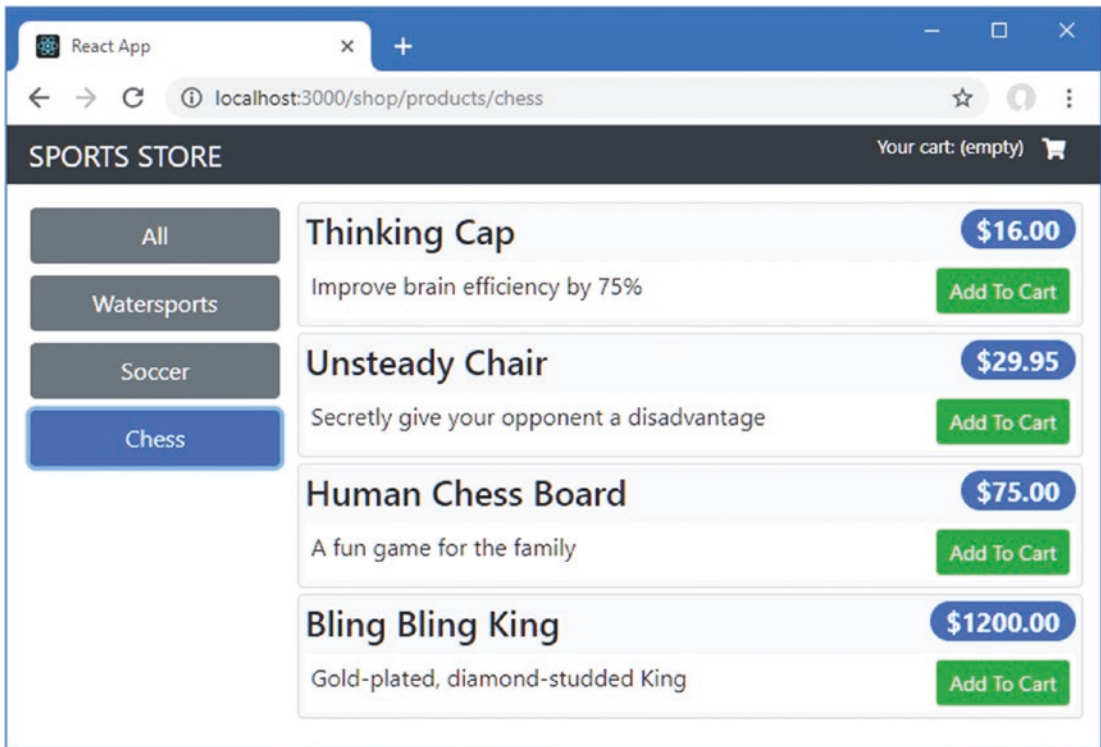 React App
localhost:3000/shop/products/chess
SPORTS STORE
Your cart: (empty)
All
Watersports
Soccer
Chess
Thinking Cap
$16.00
Improve brain efficiency by 75%
Add To Cart
Unsteady Chair
$29.95
Secretly give your opponent a disadvantage
Add To Cart
Human Chess Board
$75.00
A fun game for the family
Add To Cart
Bling Bling King
$1200.00
Gold-plated, diamond-studded King
Add To Cart